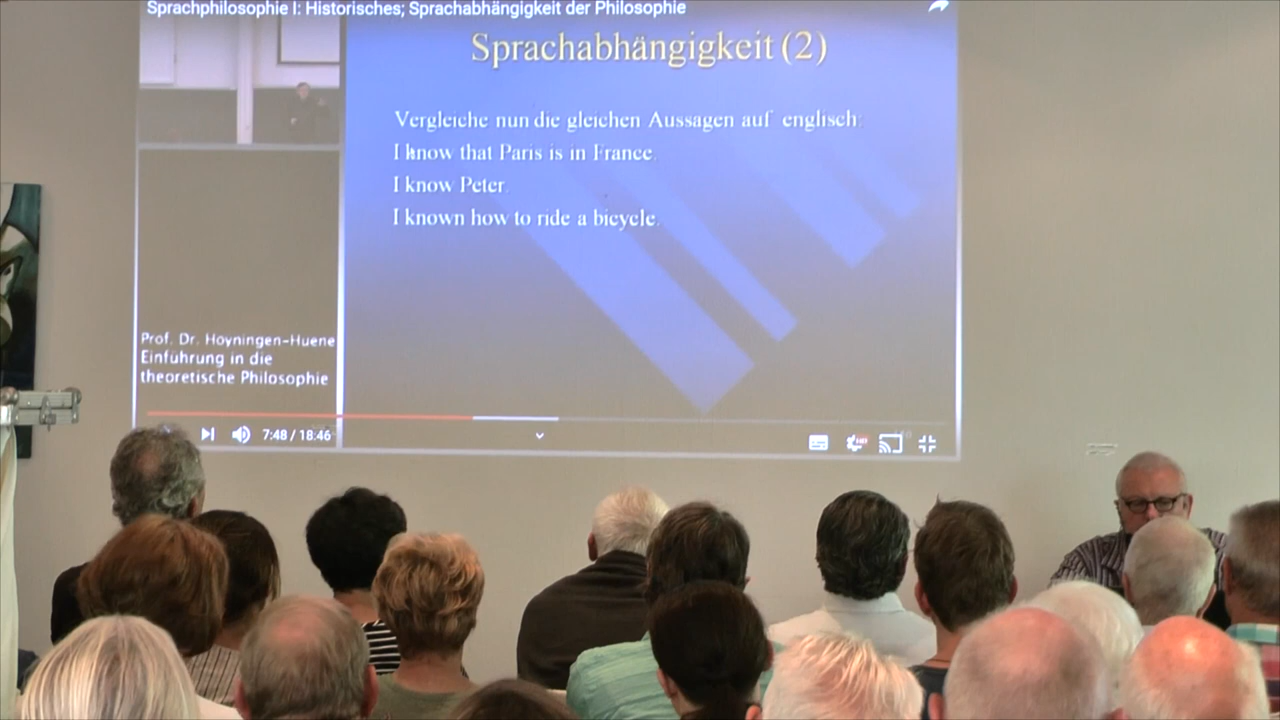 Sprachphilosophie I: Historisches; Sprachabhängigkeit der Philosophie
Sprachabhängigkeit (2)
Vergleiche nun die gleichen Aussagen auf englisch:
I know that Paris is in France.
I know Peter.
I known how to ride a bicycle.
Prof. Dr. Hoyningen-Huene
Einführung in die
theoretische Philosophie
7:48 / 18:46
HD